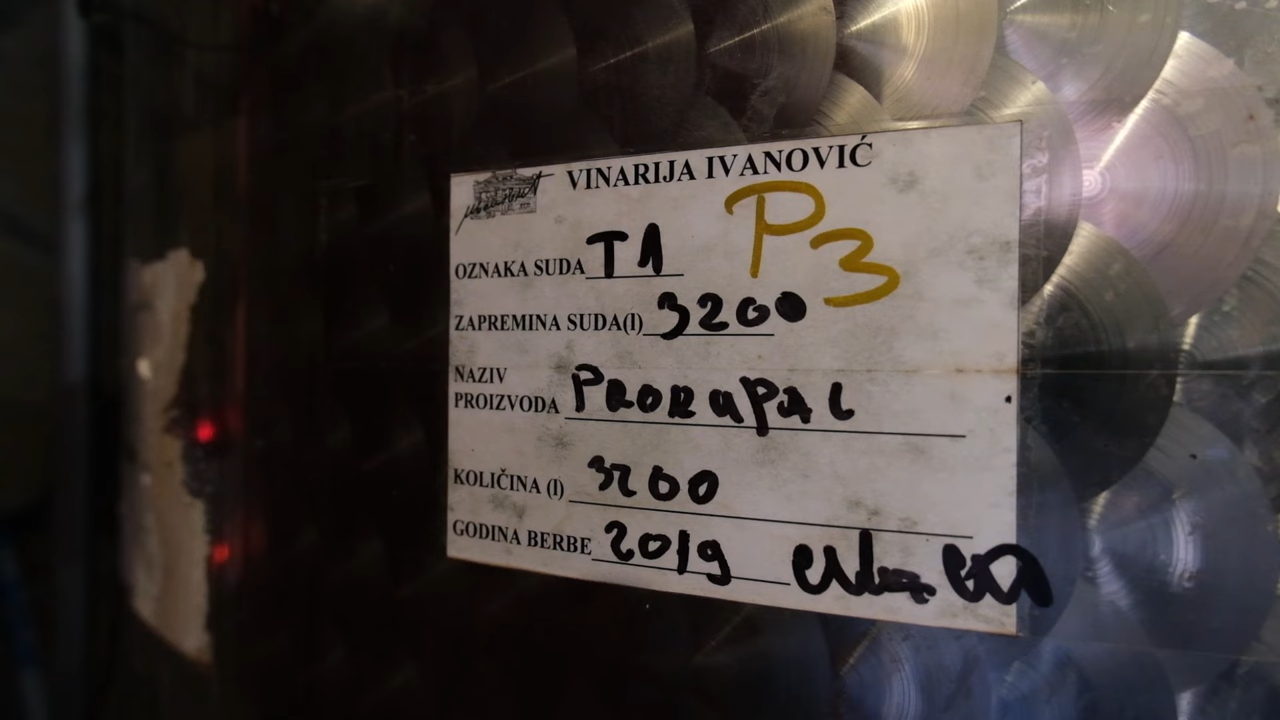 VINARIJA IVANOVIĆ
P3
OZNAKA SUDA T1
ZAPREMINA SUDA(l) 3200
NAZIV
PROIZVODA PROKUPAC
KOLIČINA (l) 3200
GODINA BERBE 2019